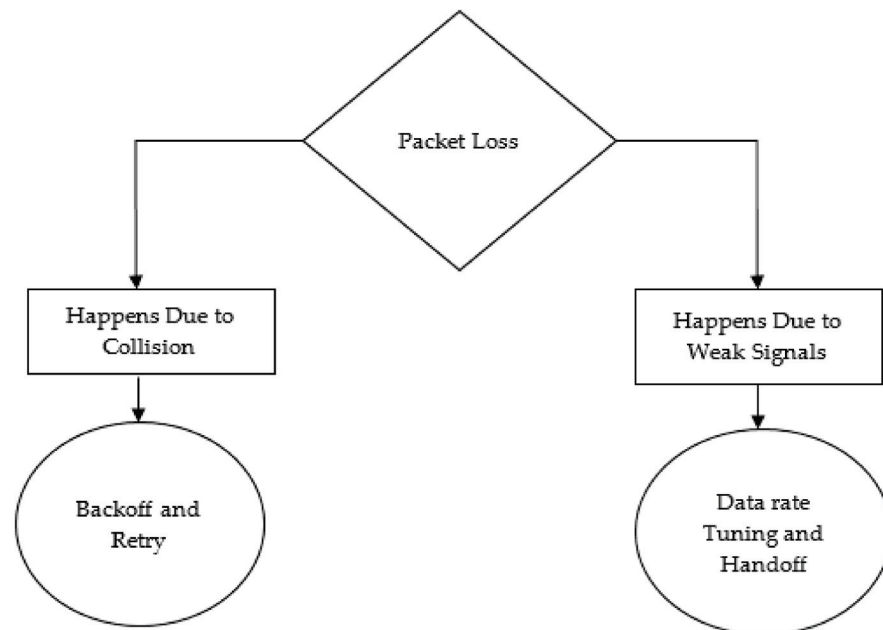 Packet Loss
Happens Due to
Collision
Happens Due to
Weak Signals
Backoff and
Retry
Data rate
Tuning and
Handoff